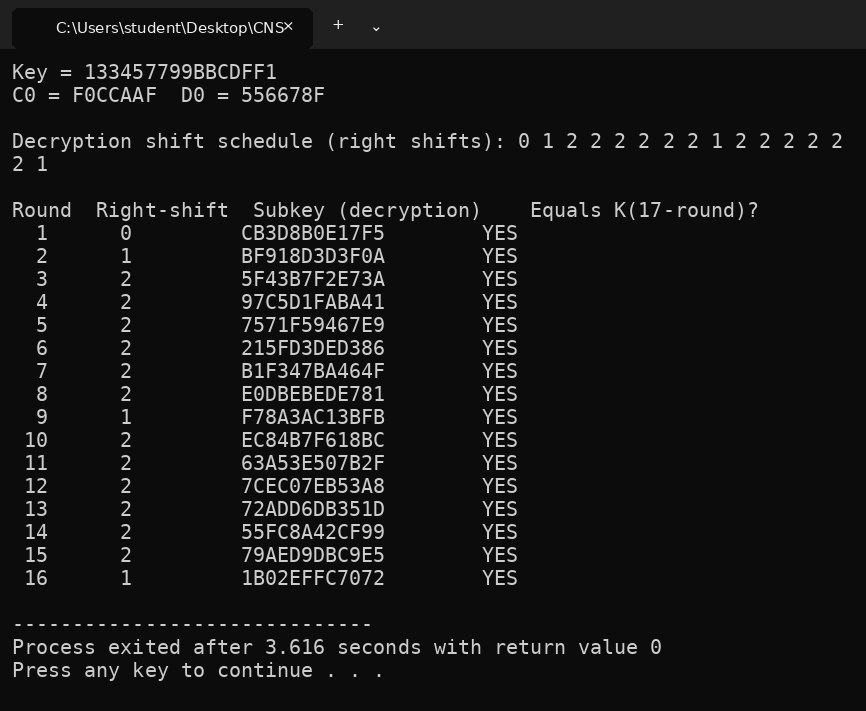 C:\Users\student\Desktop\CNS
Key = 133457799BBCDFF1
C0 = F0CCAAF  D0 = 556678F
Decryption shift schedule (right shifts): 0 1 2 2 2 2 2 2 1 2 2 2 2 2
2 1
Round  Right-shift  Subkey (decryption)    Equals K(17-round)?
1      0         CB3D8B0E17F5        YES
2      1         BF918D3D3F0A        YES
3      2         5F43B7F2E73A        YES
4      2         97C5D1FABA41        YES
5      2         7571F59467E9        YES
6      2         215FD3DED386        YES
7      2         B1F347BA464F        YES
8      2         E0DBEBEDE781        YES
9      1         F78A3AC13BFB        YES
10      2         EC84B7F618BC        YES
11      2         63A53E507B2F        YES
12      2         7CEC07EB53A8        YES
13      2         72ADD6DB351D        YES
14      2         55FC8A42CF99        YES
15      2         79AED9DBC9E5        YES
16      1         1B02EFFC7072        YES
------------------------------
Process exited after 3.616 seconds with return value 0
Press any key to continue . . .